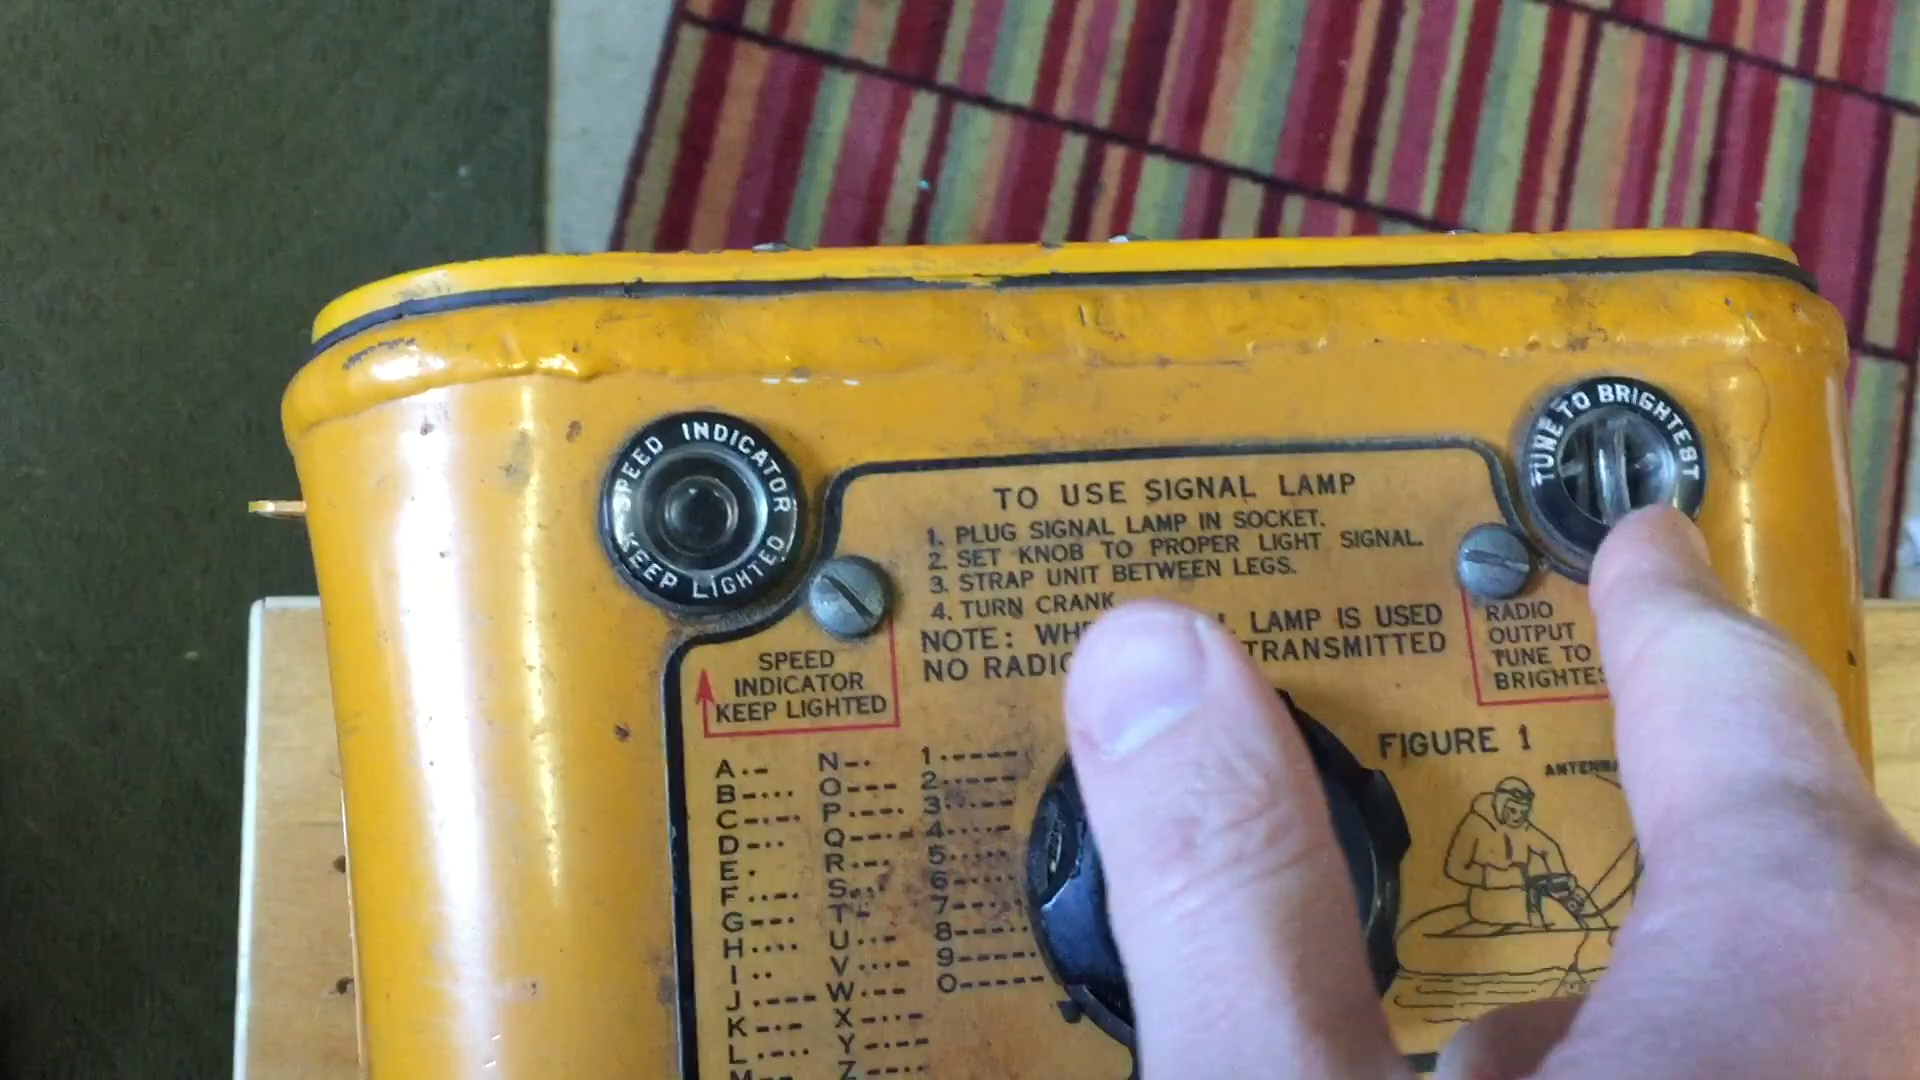 SPEED INDICATOR
KEEP LIGHTED
TUNE TO BRIGHTEST
TO USE SIGNAL LAMP
1. PLUG SIGNAL LAMP IN SOCKET.
2. SET KNOB TO PROPER LIGHT SIGNAL.
3. STRAP UNIT BETWEEN LEGS.
4. TURN CRANK
NOTE: LAMP IS USED
NO TRANSMITTED
SPEED
INDICATOR
KEEP LIGHTED
RADIO
OUTPUT
TUNE TO
FIGURE 1
A ·–
B –···
C –·–·
D –··
E ·
F ··–·
G ––·
H ····
I ··
J ·–––
K –·–
L ·–··
M ––
N –·
O –––
P ·––·
Q ––·–
R ·–·
S ···
T –
U ··–
V ···–
W ·––
X –··–
Y –·––
Z ––··
1 ·––––
2 ··–––
3 ···––
4 ····–
5 ·····
6 –····
7 ––···
8 –––··
9 ––––·
0 –––––